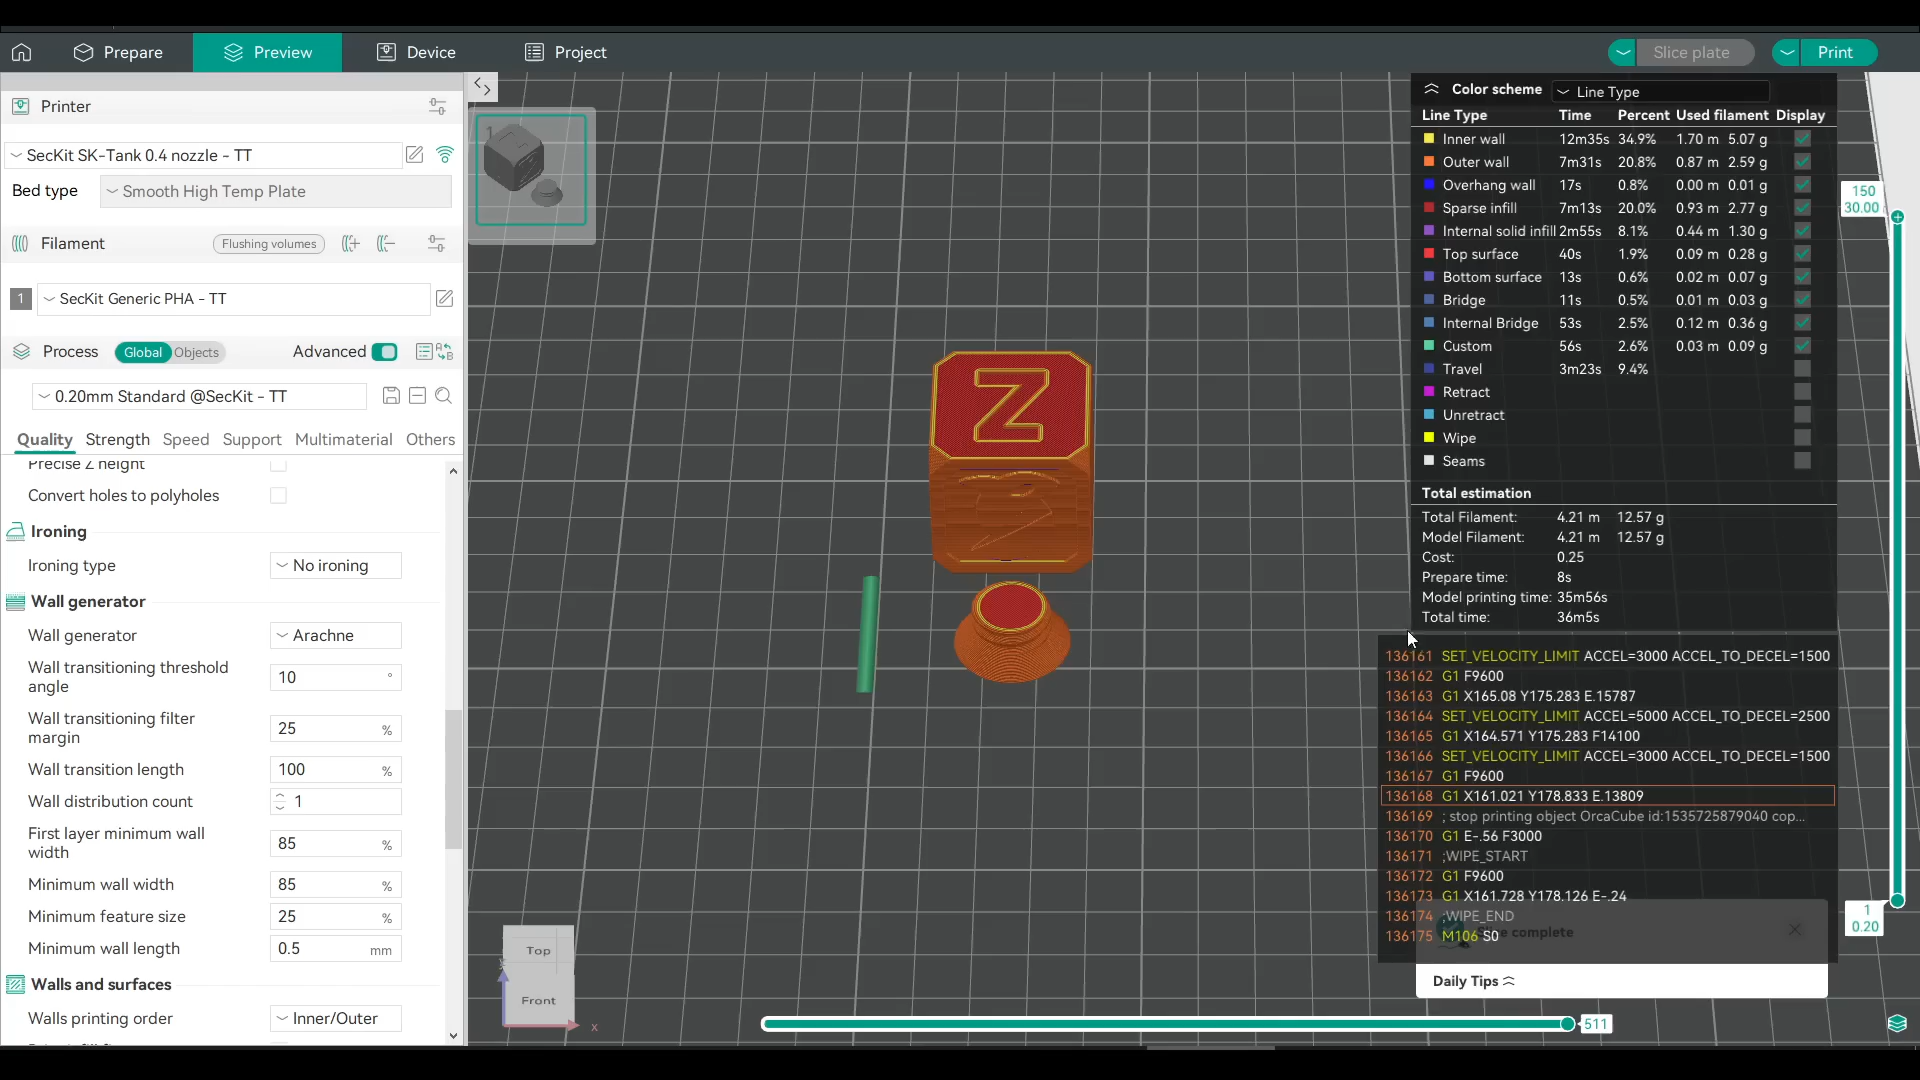 Prepare
Preview
Device
Project
Slice plate
Print
Printer
SecKit SK-Tank 0.4 nozzle - TT
Bed type
Smooth High Temp Plate
Filament
Flushing volumes
1
SecKit Generic PHA - TT
Process
Global
Objects
Advanced
0.20mm Standard @SecKit - TT
Quality
Strength
Speed
Support
Multimaterial
Others
Precise Z height
Convert holes to polyholes
Ironing
Ironing type
No ironing
Wall generator
Wall generator
Arachne
Wall transitioning threshold
angle
10 °
Wall transitioning filter
margin
25 %
Wall transition length
100 %
Wall distribution count
1
First layer minimum wall
width
85 %
Minimum wall width
85 %
Minimum feature size
25 %
Minimum wall length
0.5 mm
Walls and surfaces
Walls printing order
Inner/Outer
1
Z
Top
Front
x
Color scheme
Line Type
Line Type Time Percent Used filament Display
Inner wall 12m35s 34.9% 1.70 m 5.07 g
Outer wall 7m31s 20.8% 0.87 m 2.59 g
Overhang wall 17s 0.8% 0.00 m 0.01 g
Sparse infill 7m13s 20.0% 0.93 m 2.77 g
Internal solid infill 2m55s 8.1% 0.44 m 1.30 g
Top surface 40s 1.9% 0.09 m 0.28 g
Bottom surface 13s 0.6% 0.02 m 0.07 g
Bridge 11s 0.5% 0.01 m 0.03 g
Internal Bridge 53s 2.5% 0.12 m 0.36 g
Custom 56s 2.6% 0.03 m 0.09 g
Travel 3m23s 9.4%
Retract
Unretract
Wipe
Seams
Total estimation
Total Filament: 4.21 m 12.57 g
Model Filament: 4.21 m 12.57 g
Cost: 0.25
Prepare time: 8s
Model printing time: 35m56s
Total time: 36m5s
136161 SET_VELOCITY_LIMIT ACCEL=3000 ACCEL_TO_DECEL=1500
136162 G1 F9600
136163 G1 X165.08 Y175.283 E.15787
136164 SET_VELOCITY_LIMIT ACCEL=5000 ACCEL_TO_DECEL=2500
136165 G1 X164.571 Y175.283 F14100
136166 SET_VELOCITY_LIMIT ACCEL=3000 ACCEL_TO_DECEL=1500
136167 G1 F9600
136168 G1 X161.021 Y178.833 E.13809
136169 ; stop printing object OrcaCube id:1535725879040 cop...
136170 G1 E-.56 F3000
136171 ;WIPE_START
136172 G1 F9600
136173 G1 X161.728 Y178.126 E-.24
136174 ;WIPE_END
136175 M106 S0
complete
Daily Tips
150
30.00
1
0.20
511